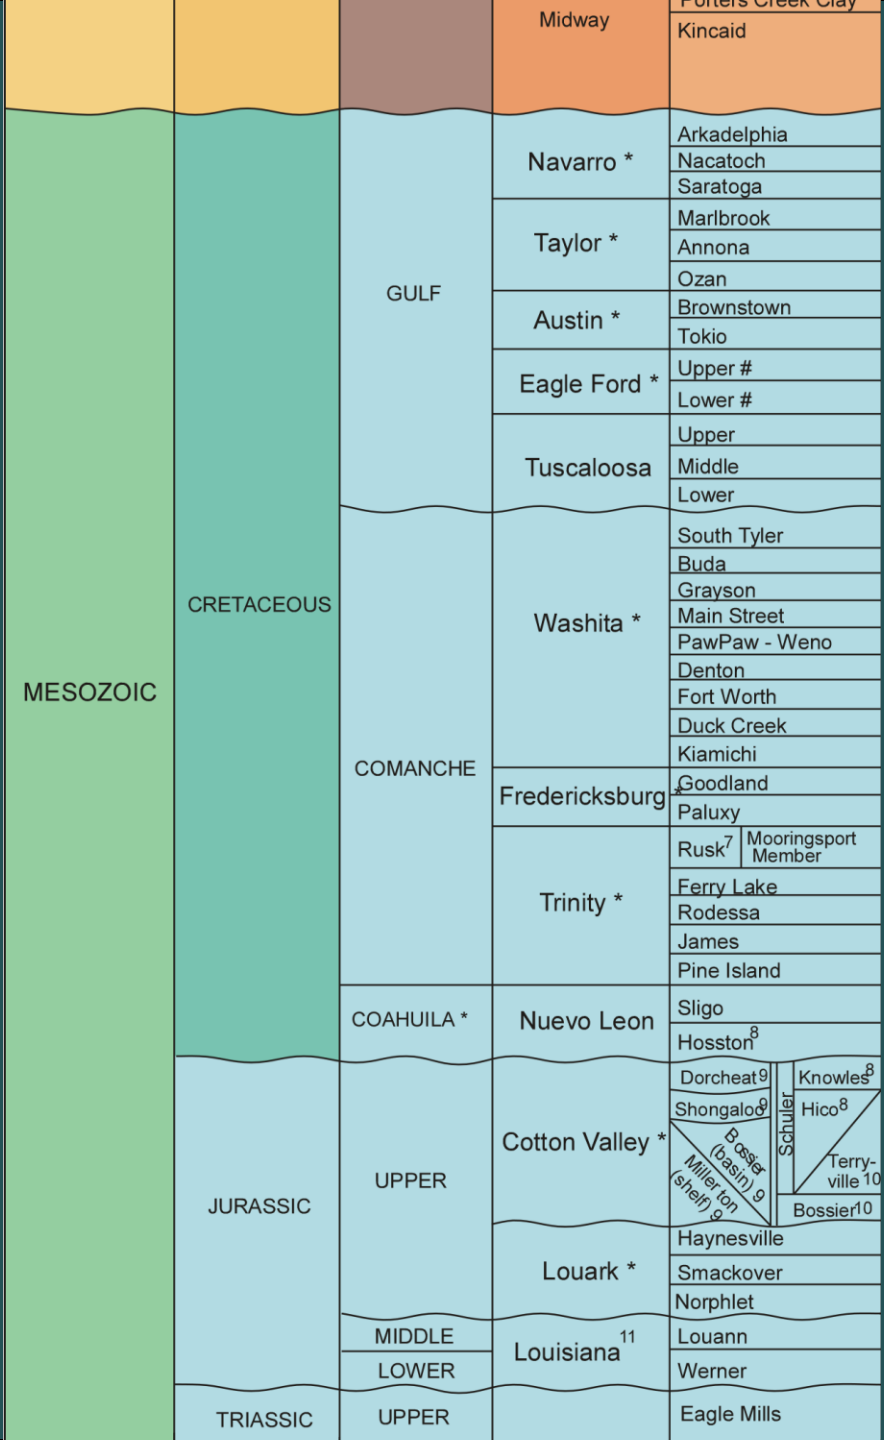 Porters Creek Clay
Midway
Kincaid
MESOZOIC
CRETACEOUS
GULF
Navarro *
Arkadelphia
Nacatoch
Saratoga
Taylor *
Marlbrook
Annona
Ozan
Austin *
Brownstown
Tokio
Eagle Ford *
Upper #
Lower #
Tuscaloosa
Upper
Middle
Lower
COMANCHE
Washita *
South Tyler
Buda
Grayson
Main Street
PawPaw - Weno
Denton
Fort Worth
Duck Creek
Kiamichi
Fredericksburg *
Goodland
Paluxy
Trinity *
Rusk7
Mooringsport
Member
Ferry Lake
Rodessa
James
Pine Island
COAHUILA *
Nuevo Leon
Sligo
Hosston8
JURASSIC
UPPER
Cotton Valley *
Dorcheat9
Shongaloo9
Bossier
(basin) 9
Miller ton
(shelf) 9
Schuler
Knowles8
Hico8
Terry-
ville 10
Bossier10
Louark *
Haynesville
Smackover
Norphlet
MIDDLE
LOWER
Louisiana11
Louann
Werner
TRIASSIC
UPPER
Eagle Mills